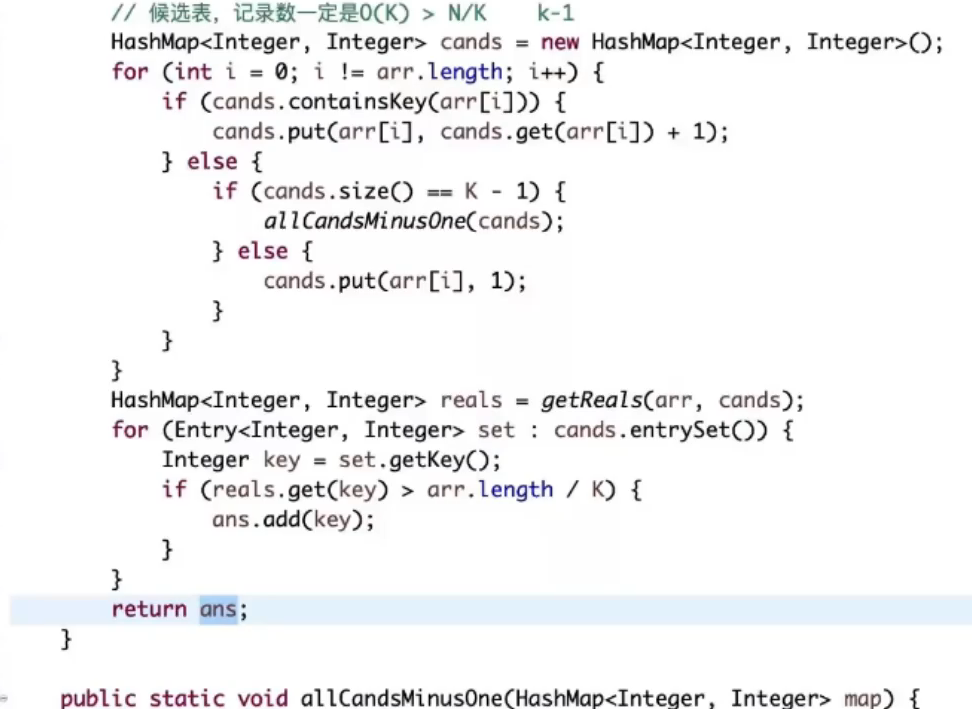 // 候选表，记录数一定是O(K) > N/K    k-1
HashMap<Integer, Integer> cands = new HashMap<Integer, Integer>();
for (int i = 0; i != arr.length; i++) {
if (cands.containsKey(arr[i])) {
cands.put(arr[i], cands.get(arr[i]) + 1);
} else {
if (cands.size() == K - 1) {
allCandsMinusOne(cands);
} else {
cands.put(arr[i], 1);
}
}
}
HashMap<Integer, Integer> reals = getReals(arr, cands);
for (Entry<Integer, Integer> set : cands.entrySet()) {
Integer key = set.getKey();
if (reals.get(key) > arr.length / K) {
ans.add(key);
}
}
return ans;
}
public static void allCandsMinusOne(HashMap<Integer, Integer> map) {